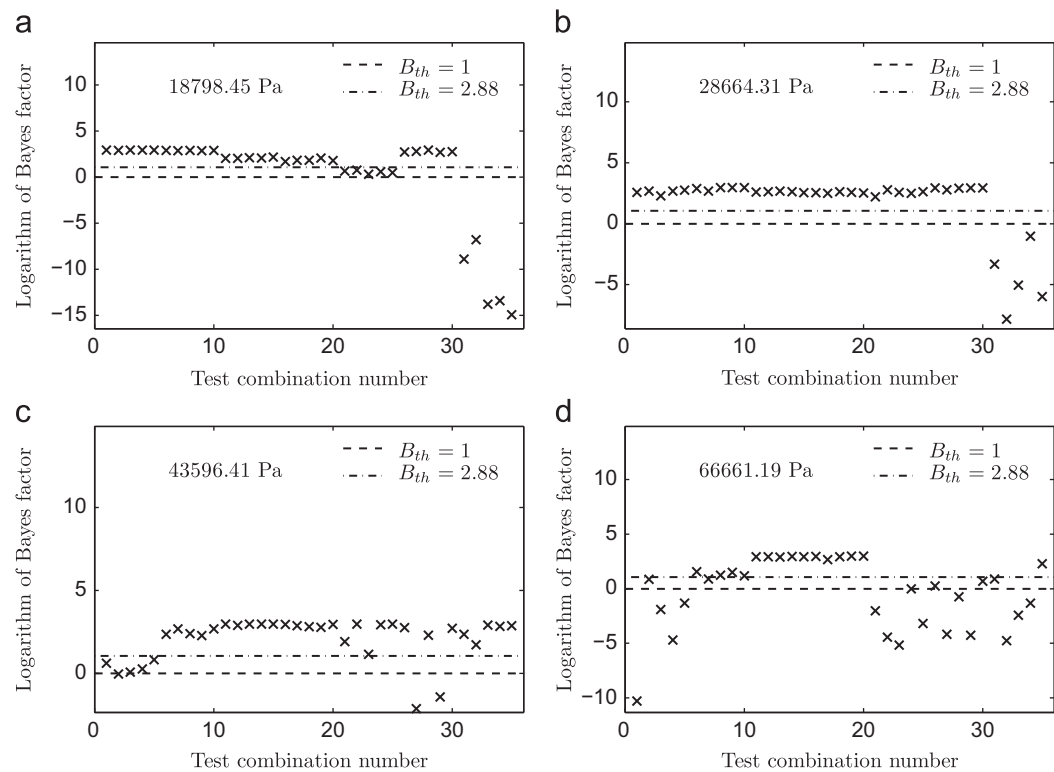 a
10
5
0
−5
−10
−15
0
10
20
30
Logarithm of Bayes factor
Test combination number
18798.45 Pa
B_th = 1
B_th = 2.88
b
10
5
0
−5
0
10
20
30
Logarithm of Bayes factor
Test combination number
28664.31 Pa
B_th = 1
B_th = 2.88
c
10
5
0
0
10
20
30
Logarithm of Bayes factor
Test combination number
43596.41 Pa
B_th = 1
B_th = 2.88
d
10
5
0
−5
−10
0
10
20
30
Logarithm of Bayes factor
Test combination number
66661.19 Pa
B_th = 1
B_th = 2.88